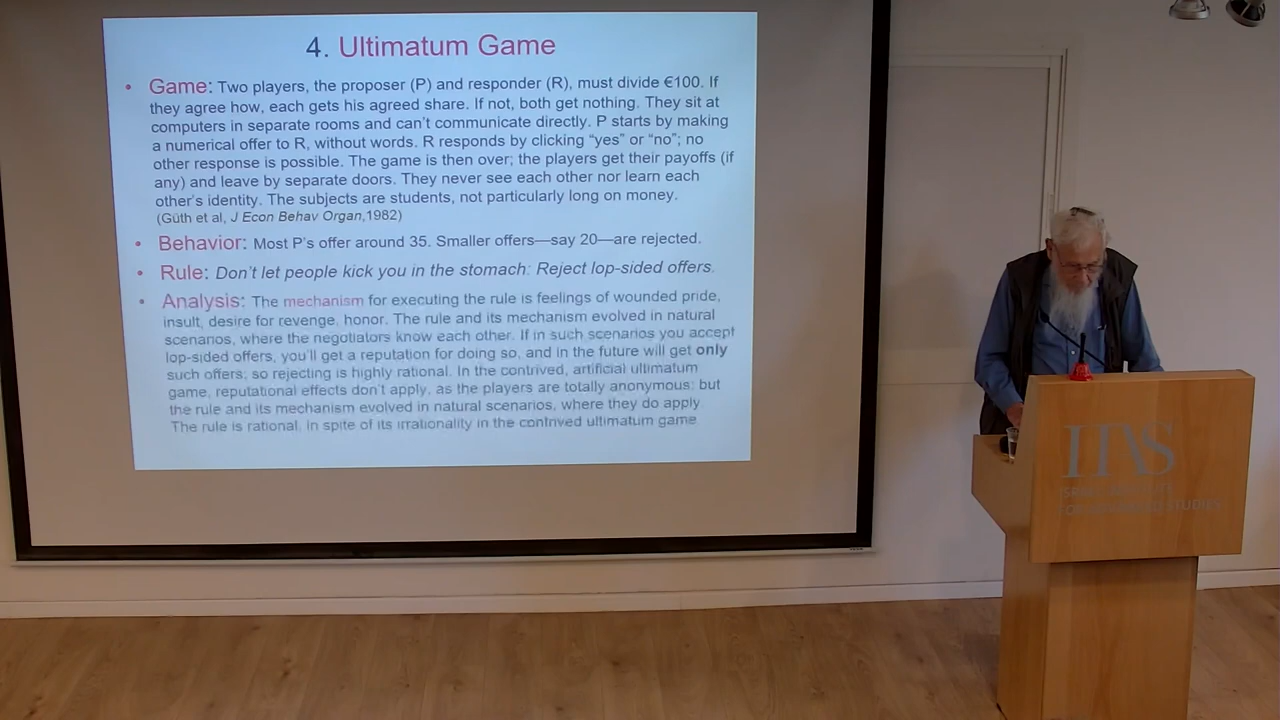 4. Ultimatum Game
• Game: Two players, the proposer (P) and responder (R), must divide €100. If
they agree how, each gets his agreed share. If not, both get nothing. They sit at
computers in separate rooms and can't communicate directly. P starts by making
a numerical offer to R, without words. R responds by clicking “yes” or “no”; no
other response is possible. The game is then over; the players get their payoffs (if
any) and leave by separate doors. They never see each other nor learn each
other's identity. The subjects are students, not particularly long on money.
(Güth et al, J Econ Behav Organ,1982)
• Behavior: Most P's offer around 35. Smaller offers—say 20—are rejected.
• Rule: Don't let people kick you in the stomach: Reject lop-sided offers.
• Analysis: The mechanism for executing the rule is feelings of wounded pride,
insult, desire for revenge, honor. The rule and its mechanism evolved in natural
scenarios, where the negotiators know each other. If in such scenarios you accept
lop-sided offers, you'll get a reputation for doing so, and in the future will get only
such offers; so rejecting is highly rational. In the contrived, artificial ultimatum
game, reputational effects don't apply, as the players are totally anonymous; but
the rule and its mechanism evolved in natural scenarios, where they do apply
The rule is rational, in spite of its irrationality in the contrived ultimatum game
IIAS
STUDIES